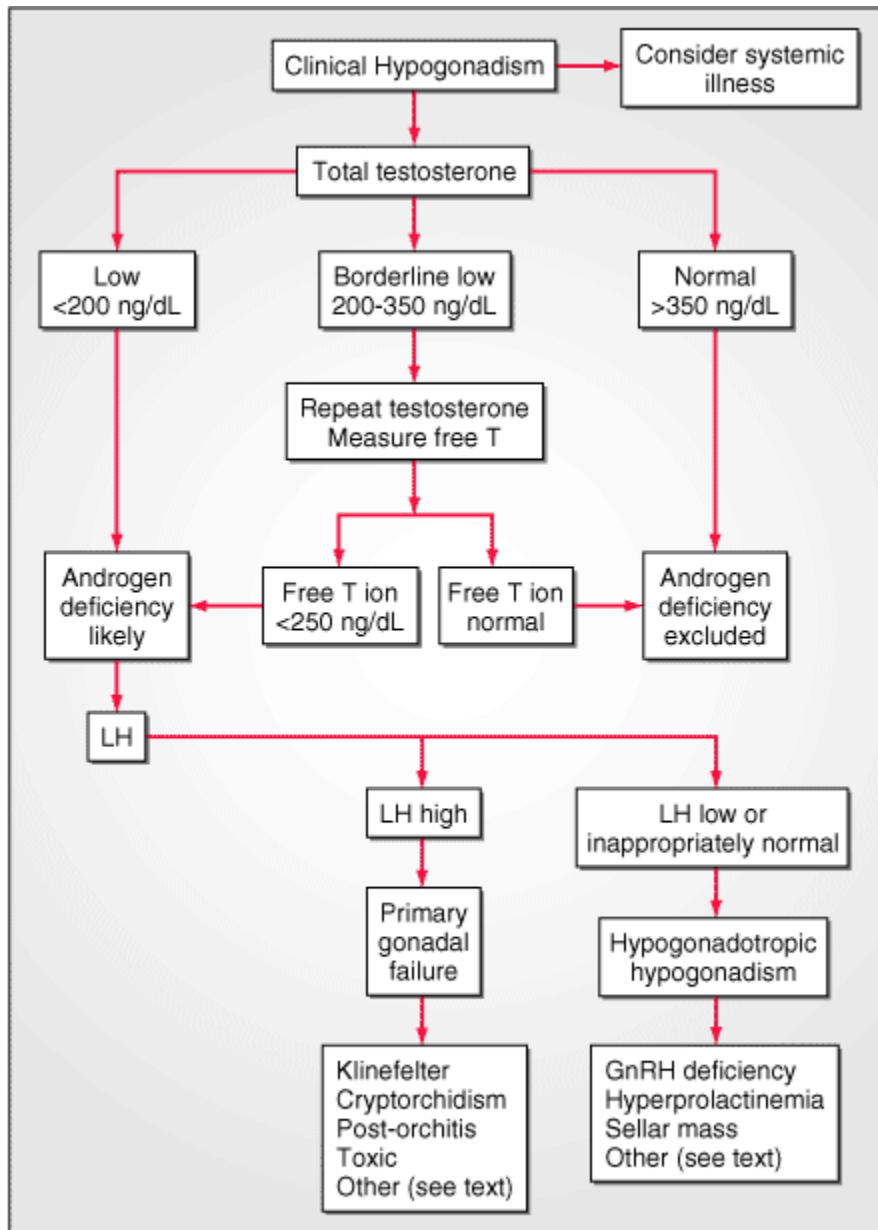 Clinical Hypogonadism
Consider systemic
illness
Total testosterone
Low
<200 ng/dL
Borderline low
200-350 ng/dL
Normal
>350 ng/dL
Repeat testosterone
Measure free T
Androgen
deficiency
likely
Free T ion
<250 ng/dL
Free T ion
normal
Androgen
deficiency
excluded
LH
LH high
LH low or
inappropriately normal
Primary
gonadal
failure
Hypogonadotropic
hypogonadism
Klinefelter
Cryptorchidism
Post-orchitis
Toxic
Other (see text)
GnRH deficiency
Hyperprolactinemia
Sellar mass
Other (see text)